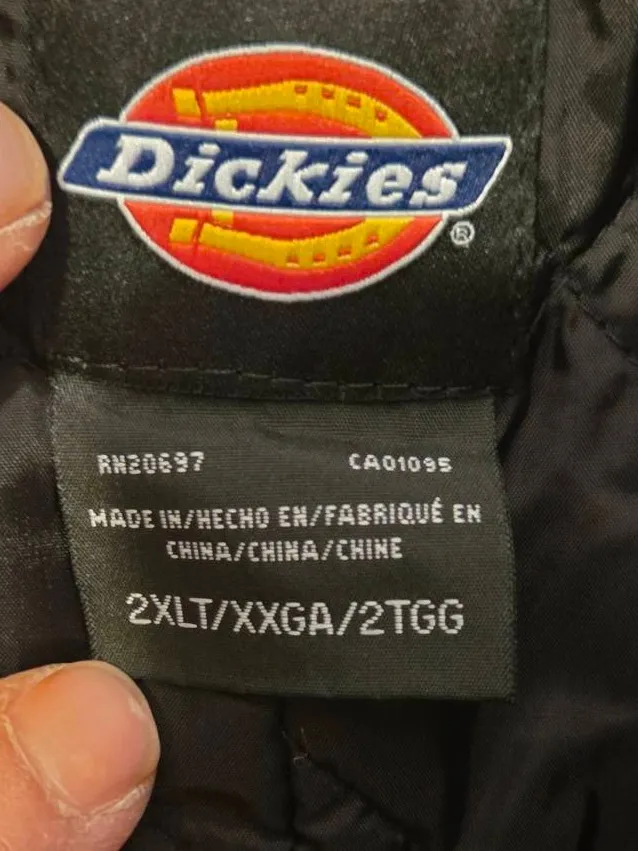 Dickies
®
RN20697 CA01095
MADE IN/HECHO EN/FABRIQUÉ EN
CHINA/CHINA/CHINE
2XLT/XXGA/2TGG